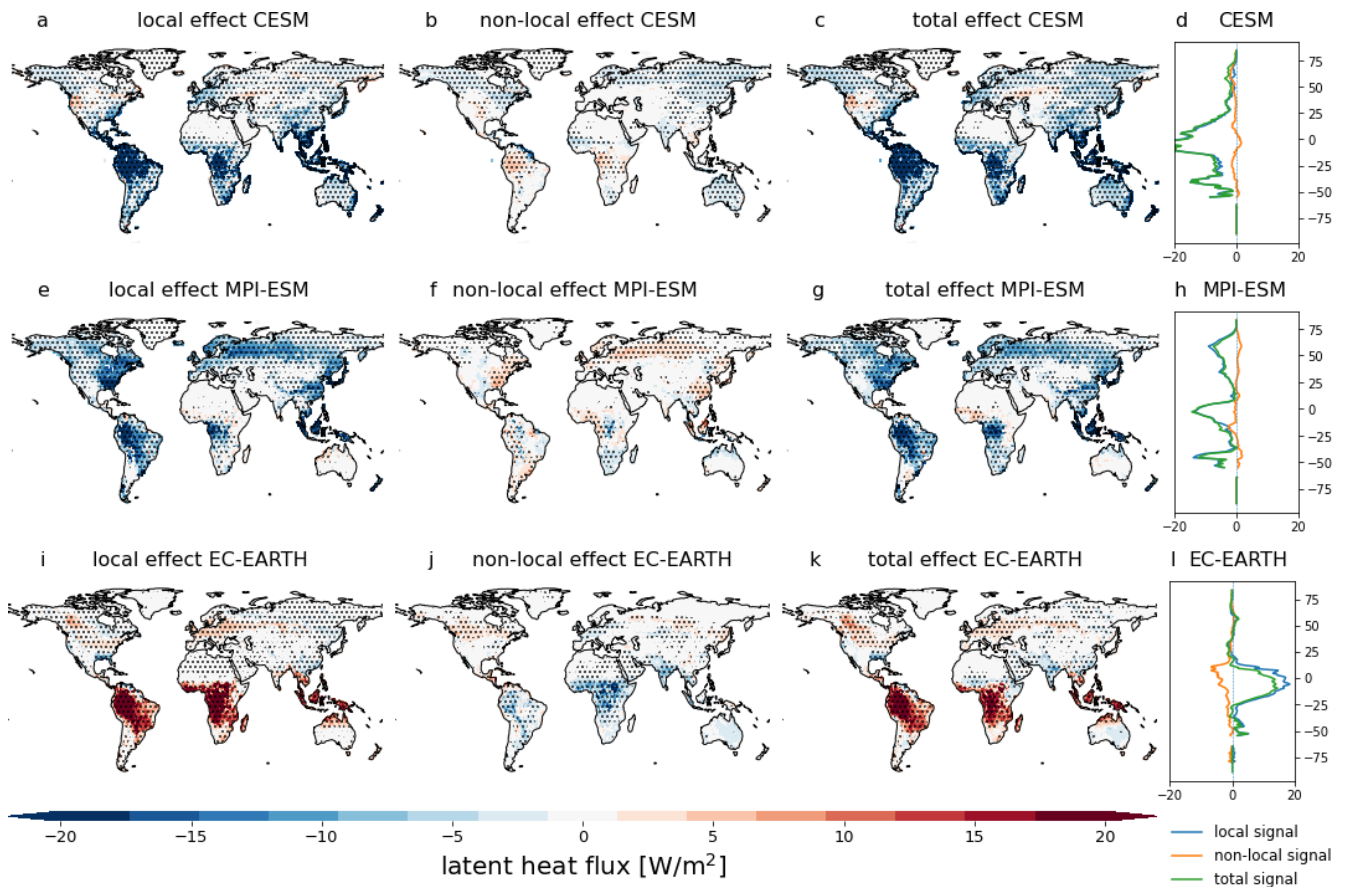 a local effect CESM
b non-local effect CESM
c total effect CESM
d CESM
75
50
25
0
−25
−50
−75
−20 0 20
e local effect MPI-ESM
f non-local effect MPI-ESM
g total effect MPI-ESM
h MPI-ESM
75
50
25
0
−25
−50
−75
−20 0 20
i local effect EC-EARTH
j non-local effect EC-EARTH
k total effect EC-EARTH
l EC-EARTH
75
50
25
0
−25
−50
−75
−20 0 20
−20 −15 −10 −5 0 5 10 15 20
latent heat flux [W/m²]
local signal
non-local signal
total signal